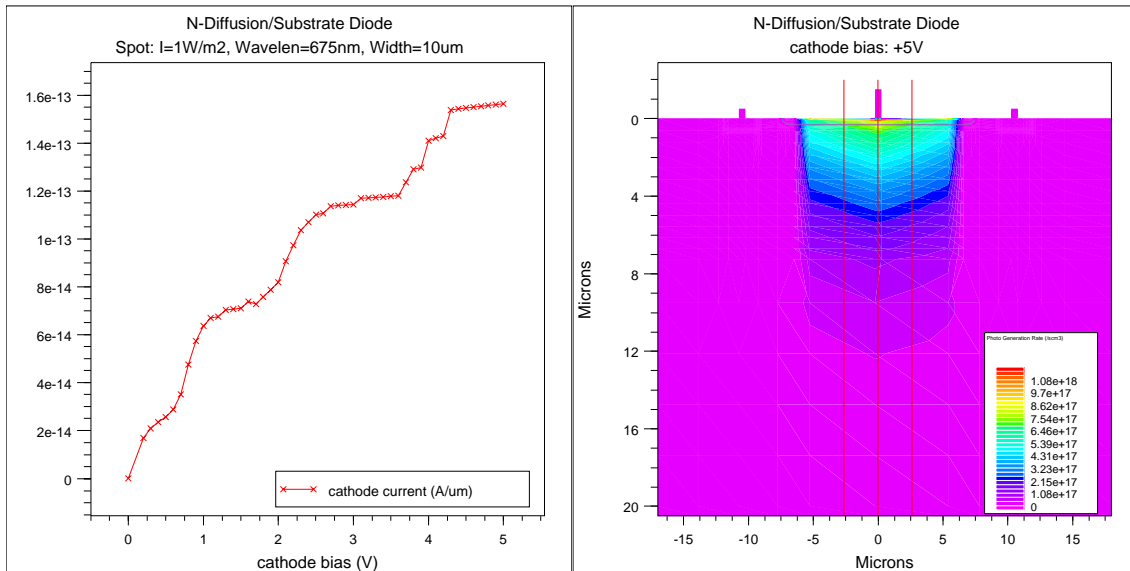 N-Diffusion/Substrate Diode
Spot: I=1W/m2, Wavelen=675nm, Width=10um
1.6e-13
1.4e-13
1.2e-13
1e-13
8e-14
6e-14
4e-14
2e-14
0
cathode current (A/um)
0 1 2 3 4 5
cathode bias (V)
N-Diffusion/Substrate Diode
cathode bias: +5V
Microns
0
4
8
12
16
20
Photo Generation Rate (/scm3)
1.08e+18
9.7e+17
8.62e+17
7.54e+17
6.46e+17
5.39e+17
4.31e+17
3.23e+17
2.15e+17
1.08e+17
0
-15 -10 -5 0 5 10 15
Microns